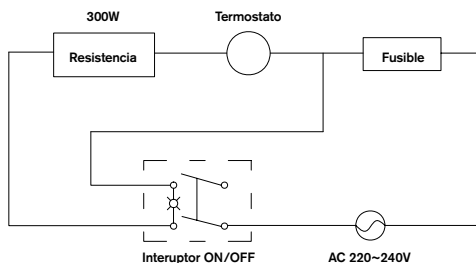 300W
Termostato
Resistencia
Fusible
Interuptor ON/OFF
AC 220~240V